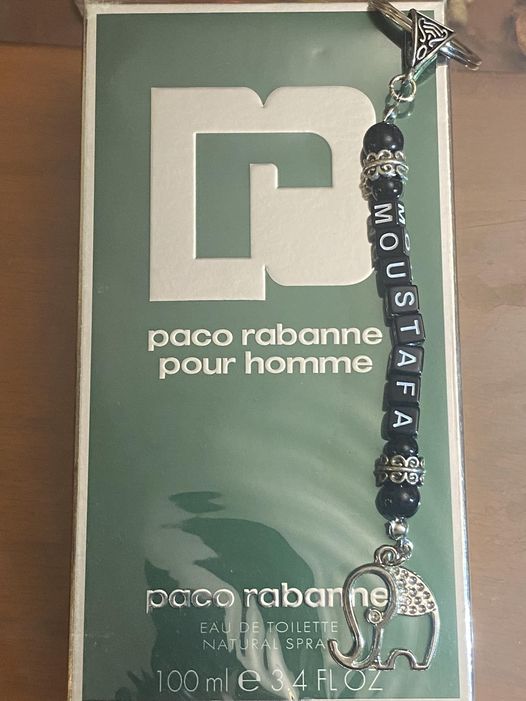 paco rabanne
pour homme
MOUSTAFA
paco rabanne
EAU DE TOILETTE
NATURAL SPRAY
100 ml e 3.4 FL OZ